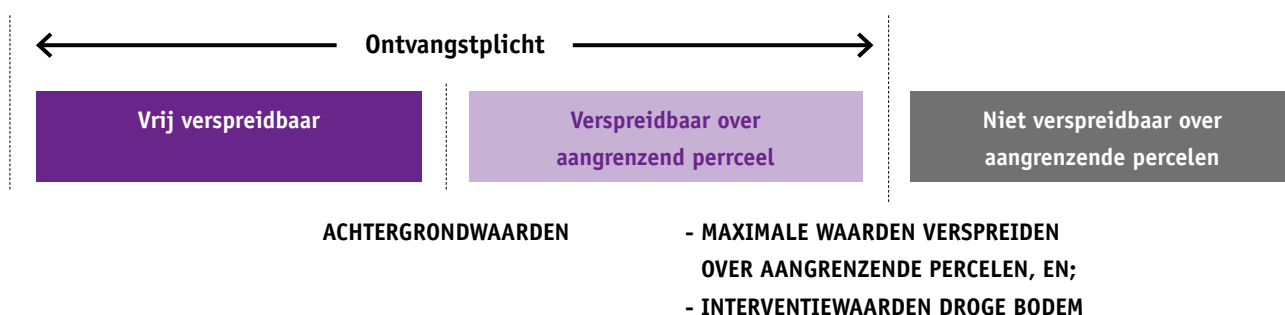 Ontvangstplicht
Vrij verspreidbaar
Verspreidbaar over
aangrenzend perrceel
Niet verspreidbaar over
aangrenzende percelen
ACHTERGRONDWAARDEN
- MAXIMALE WAARDEN VERSPREIDEN
OVER AANGRENZENDE PERCELEN, EN;
- INTERVENTIEWAARDEN DROGE BODEM